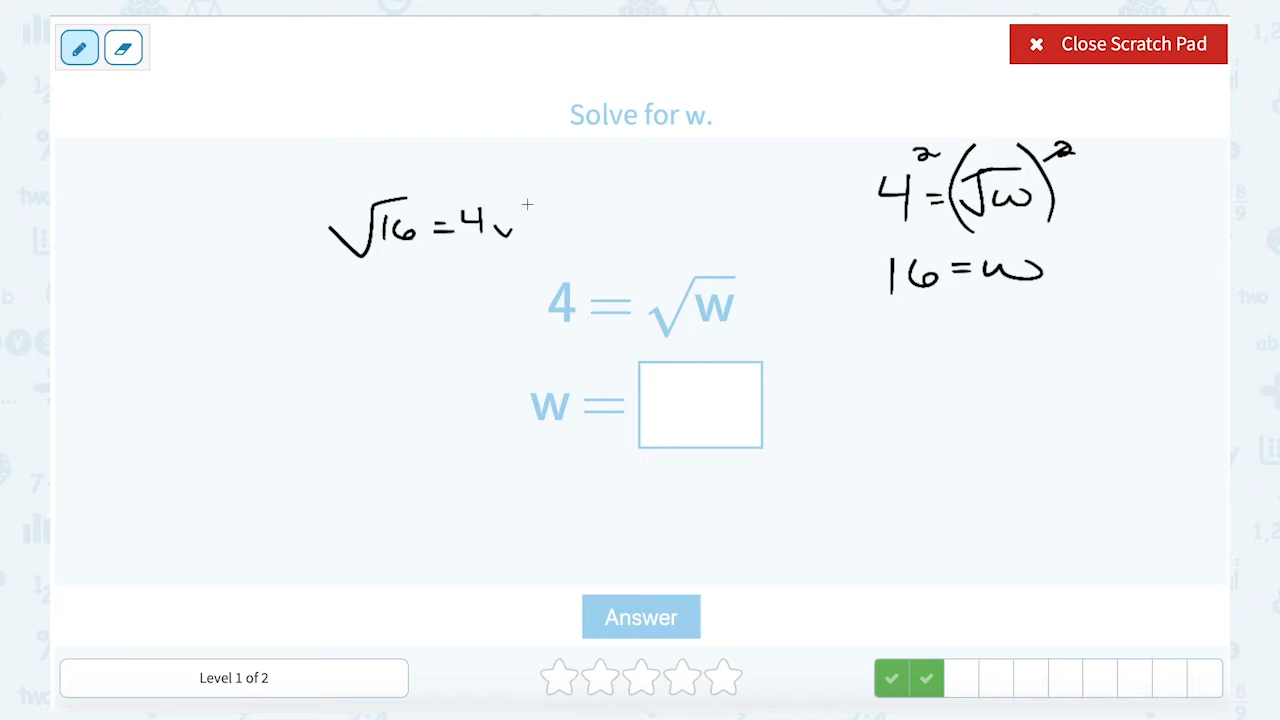 Close Scratch Pad
Solve for w.
4² = (√w)²
√16 = 4
16 = w
4 = √w
w =
Answer
Level 1 of 2